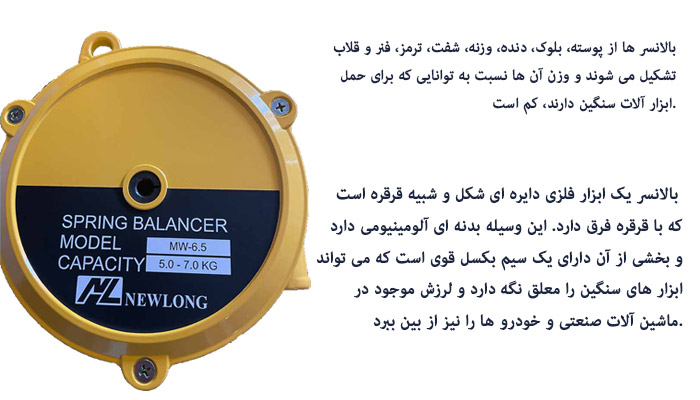 بالانسر ها از پوسته، بلوک، دنده، وزنه، شفت، ترمز، فنر و قلاب
تشکیل می شوند و وزن آن ها نسبت به توانایی که برای حمل
ابزار آلات سنگین دارند، کم است.
بالانسر یک ابزار فلزی دایره ای شکل و شبیه قرقره است
که با قرقره فرق دارد. این وسیله بدنه ای آلومینیومی دارد
و بخشی از آن دارای یک سیم بکسل قوی است که می تواند
ابزار های سنگین را معلق نگه دارد و لرزش موجود در
ماشین آلات صنعتی و خودرو ها را نیز از بین ببرد.
SPRING BALANCER
MODEL MW-6.5
CAPACITY 5.0 - 7.0 KG
NL NEWLONG